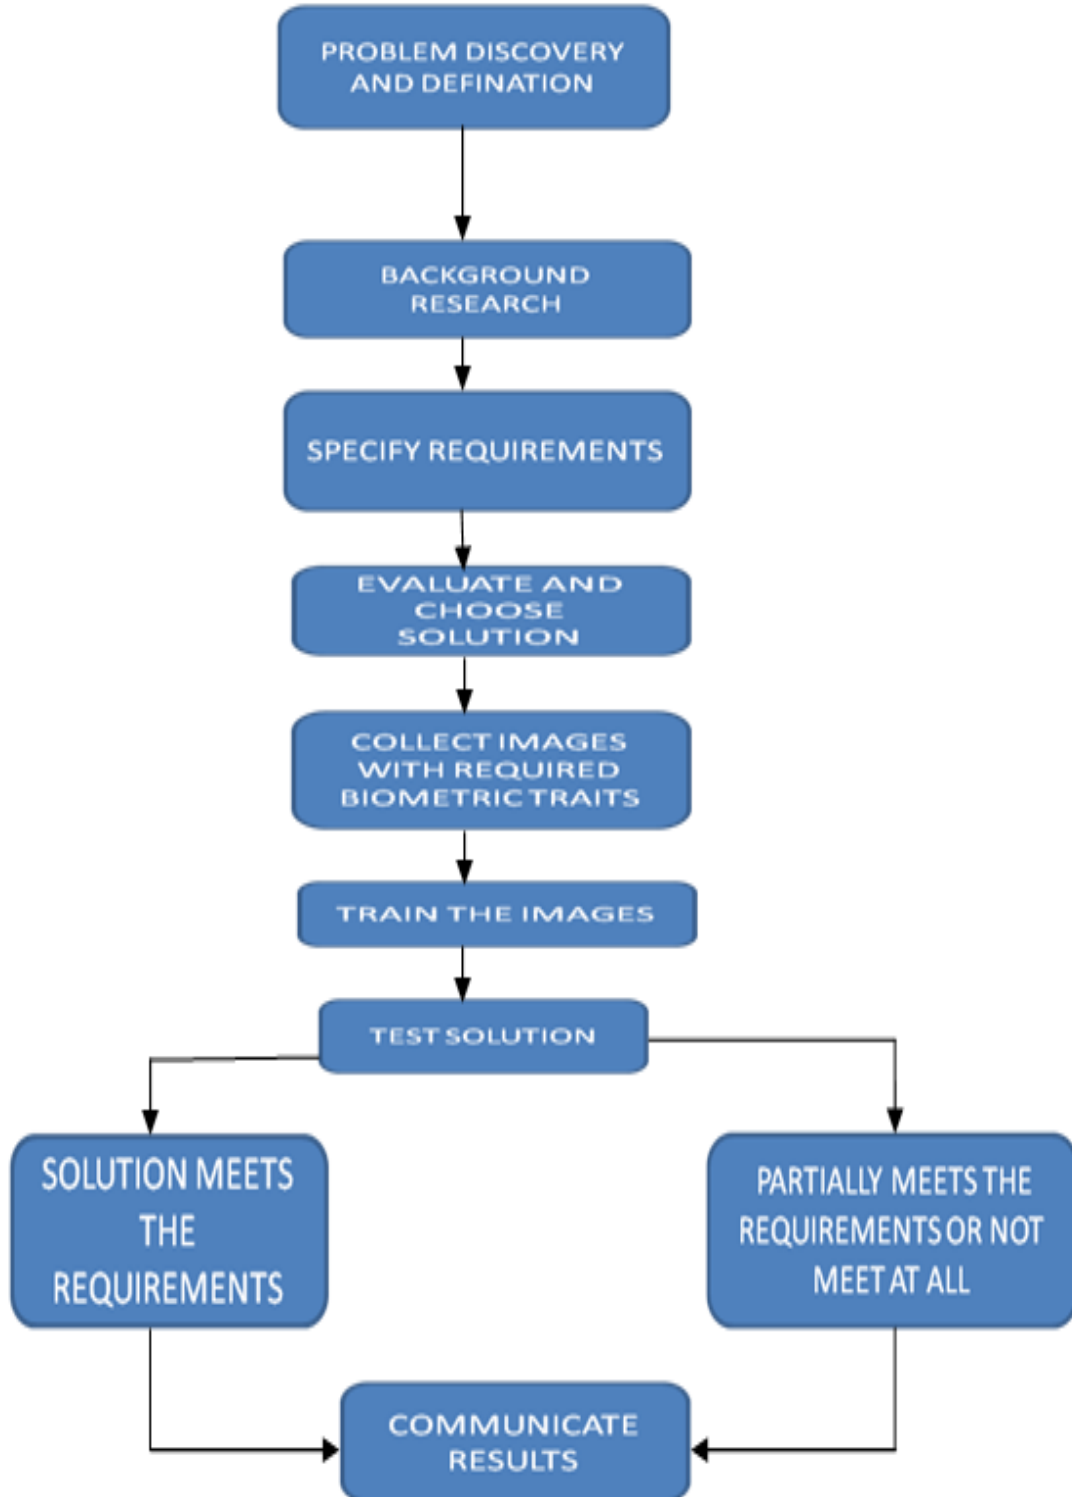 PROBLEM DISCOVERY
AND DEFINATION
BACKGROUND
RESEARCH
SPECIFY REQUIREMENTS
EVALUATE AND
CHOOSE
SOLUTION
COLLECT IMAGES
WITH REQUIRED
BIOMETRIC TRAITS
TRAIN THE IMAGES
TEST SOLUTION
SOLUTION MEETS
THE
REQUIREMENTS
PARTIALLY MEETS THE
REQUIREMENTS OR NOT
MEET AT ALL
COMMUNICATE
RESULTS